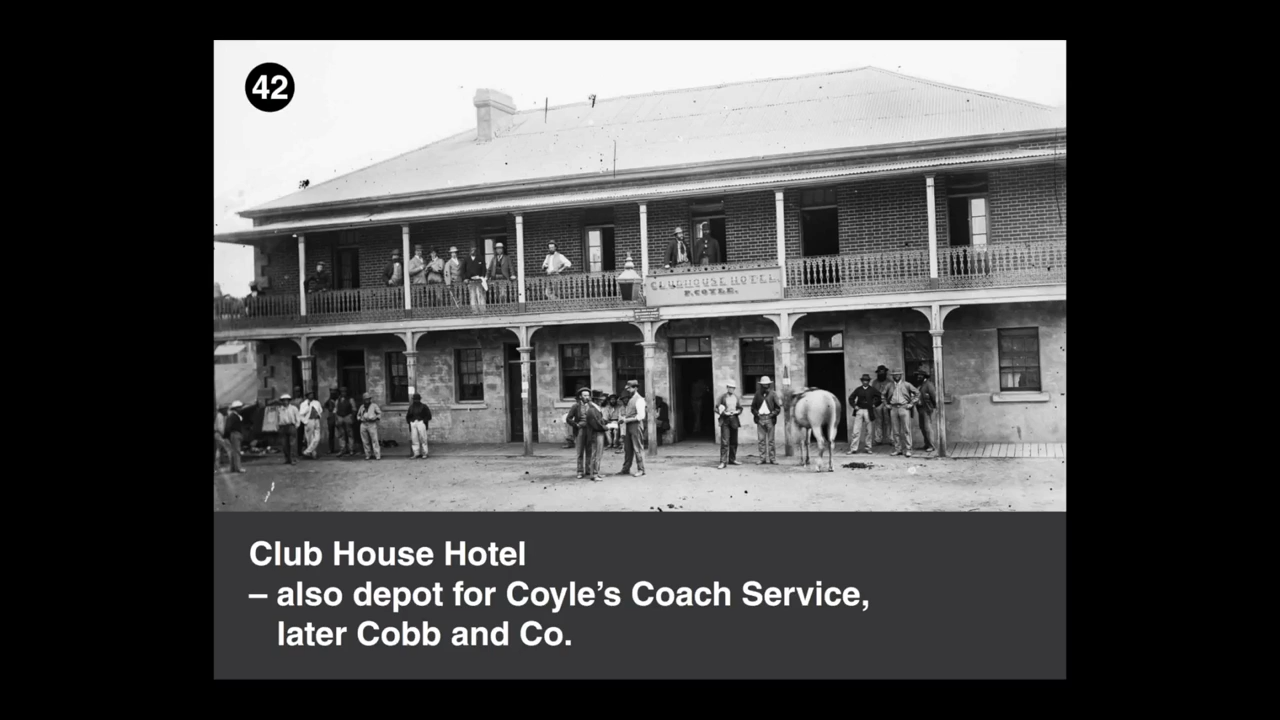 42
CLUBHOUSE HOTEL
P. COYLE.
Club House Hotel
– also depot for Coyle’s Coach Service,
later Cobb and Co.